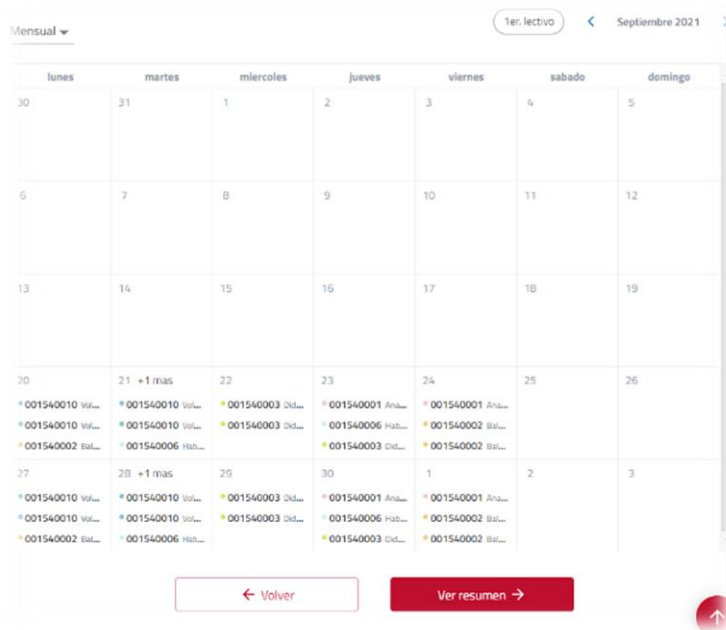 Mensual
1er. lectivo
Septiembre 2021
lunes martes miercoles jueves viernes sabado domingo
30 31 1 2 3 4 5
6 7 8 9 10 11 12
13 14 15 16 17 18 19
20 21 +1 mas 22 23 24 25 26
001540010 Vol... 001540010 Vol... 001540003 Did... 001540001 Ana... 001540001 Ana...
001540010 Vol... 001540010 Vol... 001540003 Did... 001540006 Hab... 001540002 Bal...
001540002 Bal... 001540006 Hab... 001540003 Did... 001540002 Bal...
27 28 +1 mas 29 30 1 2 3
001540010 Vol... 001540010 Vol... 001540003 Did... 001540001 Ana... 001540001 Ana...
001540010 Vol... 001540010 Vol... 001540003 Did... 001540006 Hab... 001540002 Bal...
001540002 Bal... 001540006 Hab... 001540003 Did... 001540002 Bal...
Volver
Ver resumen